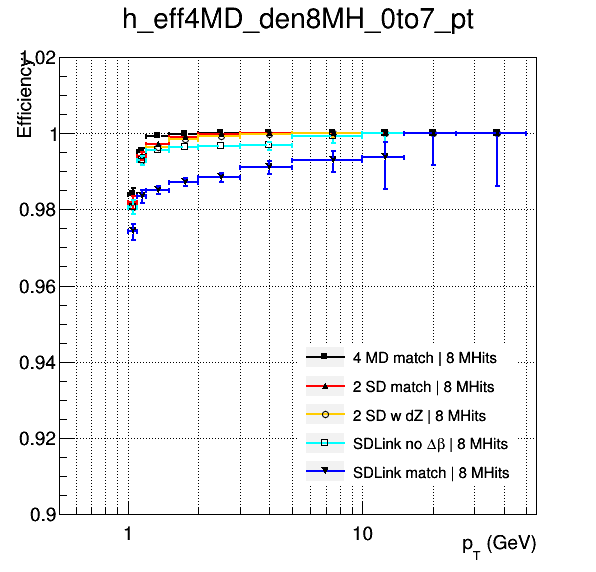 h_eff4MD_den8MH_0to7_pt
Efficiency
1.02
1
0.98
0.96
0.94
0.92
0.9
4 MD match | 8 MHits
2 SD match | 8 MHits
2 SD w dZ | 8 MHits
SDLink no Δβ | 8 MHits
SDLink match | 8 MHits
1
10
p_T (GeV)